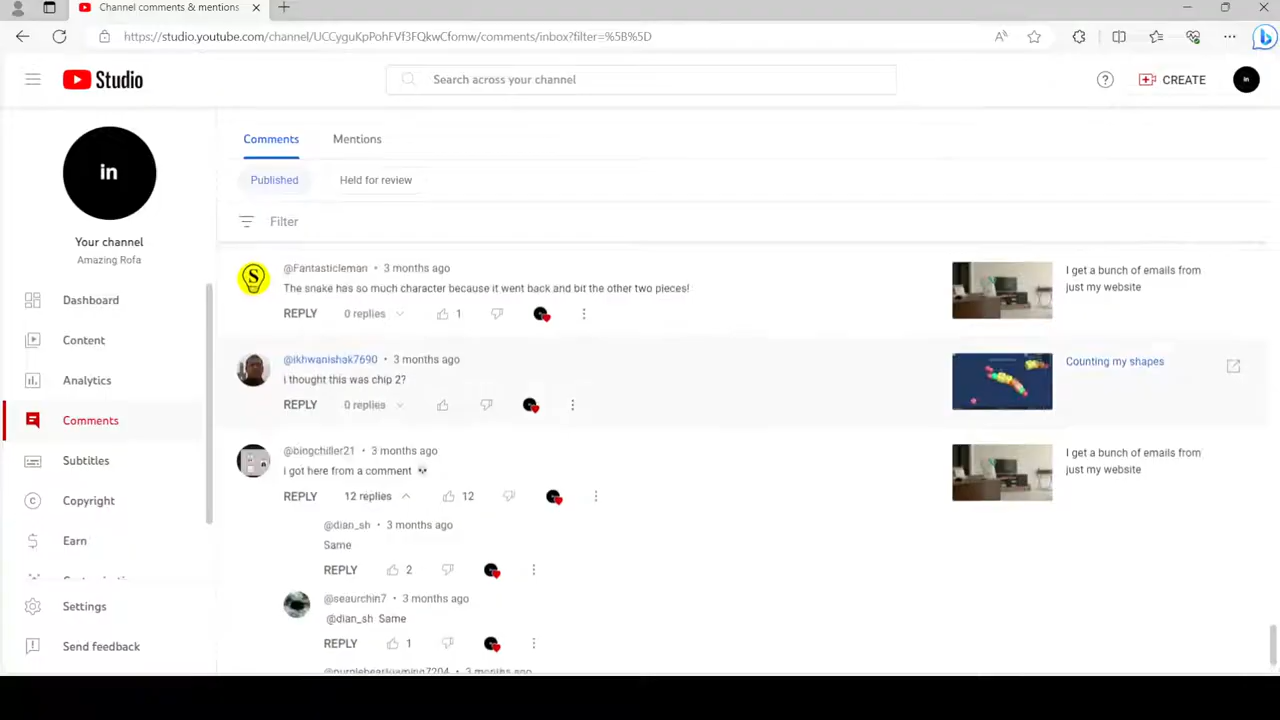 Channel comments & mentions
https://studio.youtube.com/channel/UCCyguKpPohFVf3FQkwCfomw/comments/inbox?filter=%5B%5D
Studio
Search across your channel
CREATE
in
in
Your channel
Amazing Rofa
Dashboard
Content
Analytics
Comments
Subtitles
Copyright
Earn
Settings
Send feedback
Comments Mentions
Published Held for review
Filter
@Fantasticleman • 3 months ago
The snake has so much character because it went back and bit the other two pieces!
REPLY 0 replies 1
I get a bunch of emails from
just my website
@ikhwanishak7690 • 3 months ago
i thought this was chip 2?
REPLY 0 replies
Counting my shapes
@bingchiller21 • 3 months ago
i got here from a comment 💀
REPLY 12 replies 12
I get a bunch of emails from
just my website
@dian_sh • 3 months ago
Same
REPLY 2
@seaurchin7 • 3 months ago
@dian_sh Same
REPLY 1
3 months ago